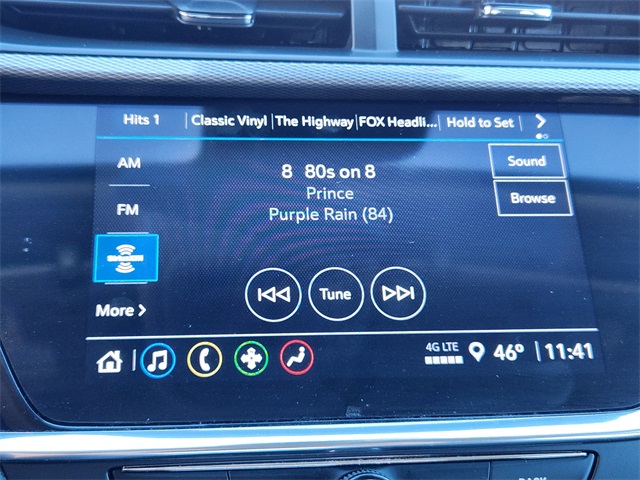 Hits 1 Classic Vinyl The Highway FOX Headli... Hold to Set
AM
8 80s on 8
Sound
Prince
Browse
FM
Purple Rain (84)
Tune
More
4G LTE
46° 11:41
BACK